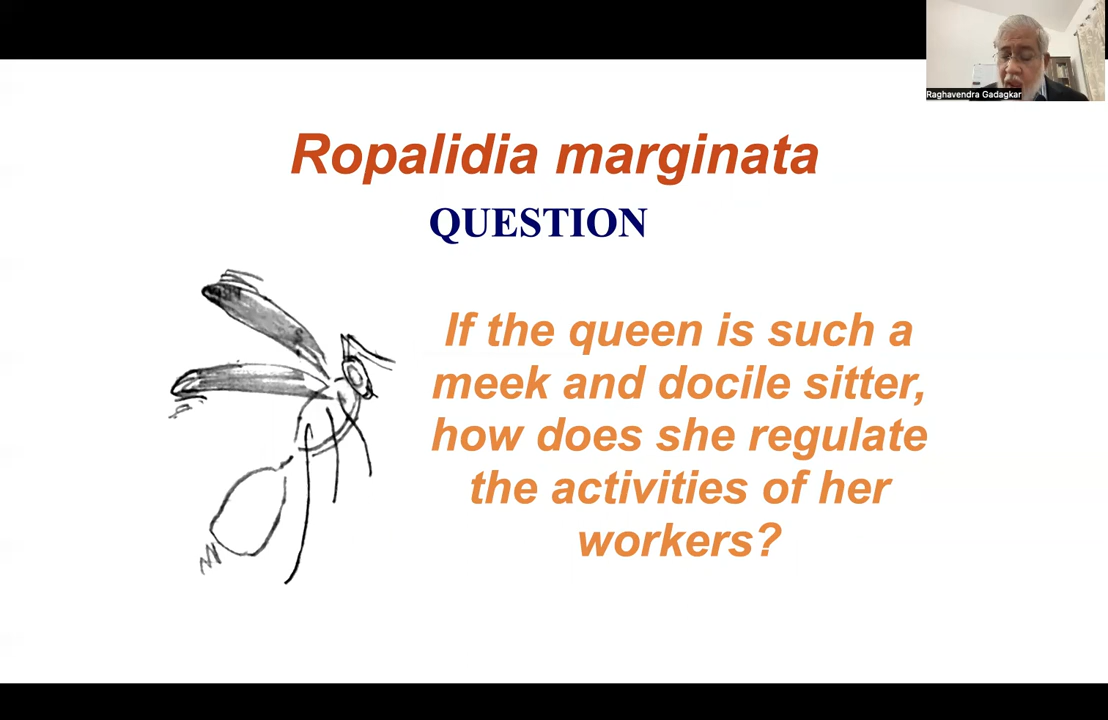 Raghavendra Gadagkar
Ropalidia marginata
QUESTION
If the queen is such a
meek and docile sitter,
how does she regulate
the activities of her
workers?